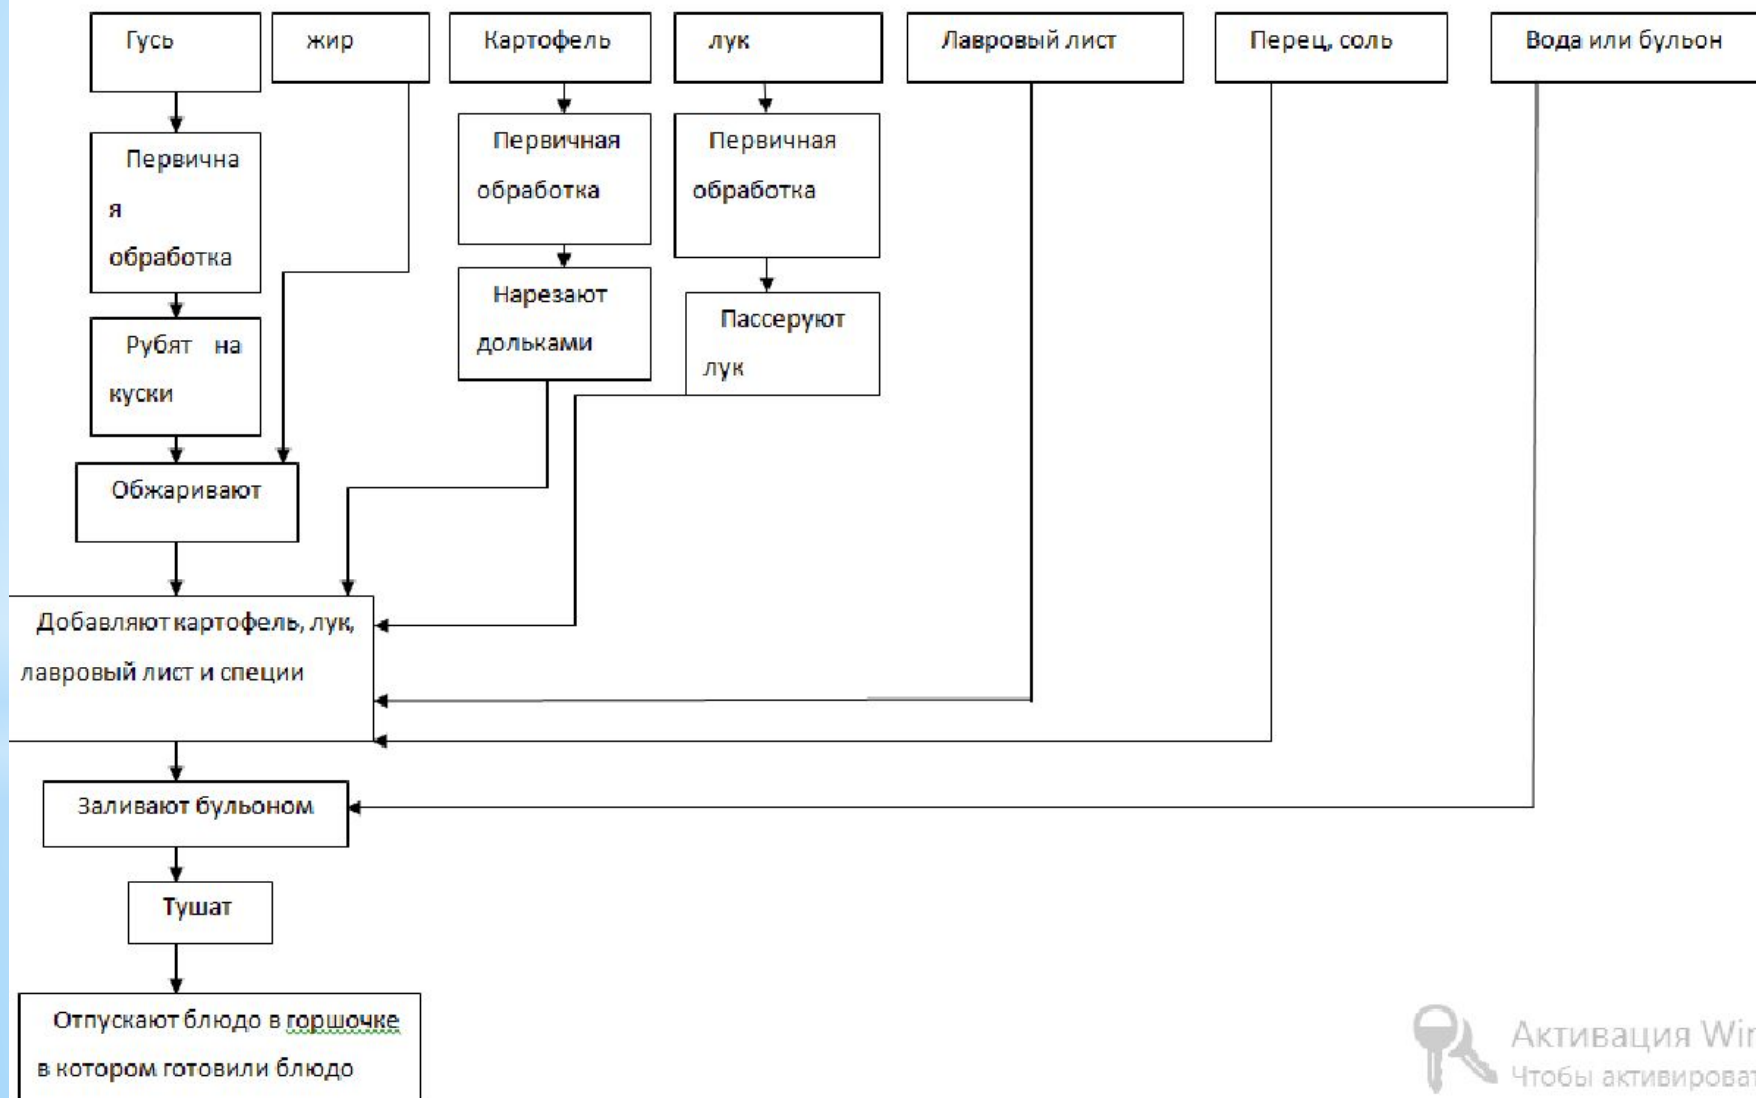 Гусь
жир
Картофель
лук
Лавровый лист
Перец, соль
Вода или бульон
Первична
я
обработка
Первичная
обработка
Первичная
обработка
Рубят на
куски
Нарезают
дольками
Пассеруют
лук
Обжаривают
Добавляют картофель, лук,
лавровый лист и специи
Заливают бульоном
Тушат
Отпускают блюдо в горшочке
в котором готовили блюдо
Активация Win
Чтобы активироват